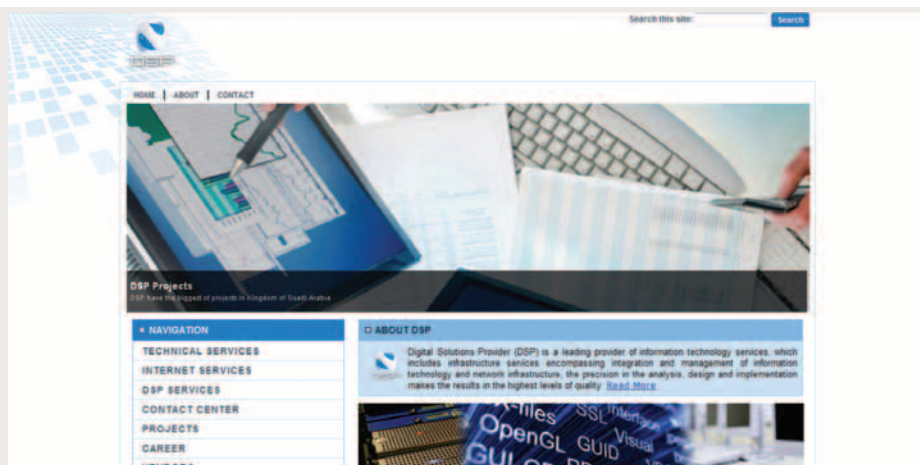 Search this site:
Search
DSP
HOME | ABOUT | CONTACT
DSP Projects
DSP have the biggest of projects in Kingdom of Saudi Arabia
NAVIGATION
TECHNICAL SERVICES
INTERNET SERVICES
DSP SERVICES
CONTACT CENTER
PROJECTS
CAREER
VENDORS
ABOUT DSP
Digital Solutions Provider (DSP) is a leading provider of information technology services, which
includes infrastructure services encompassing integration and management of information
technology and network infrastructure, the precision in the analysis, design and implementation
makes the results in the highest levels of quality Read More
X-files
SSL
Interface
OpenGL
GUID
Visual